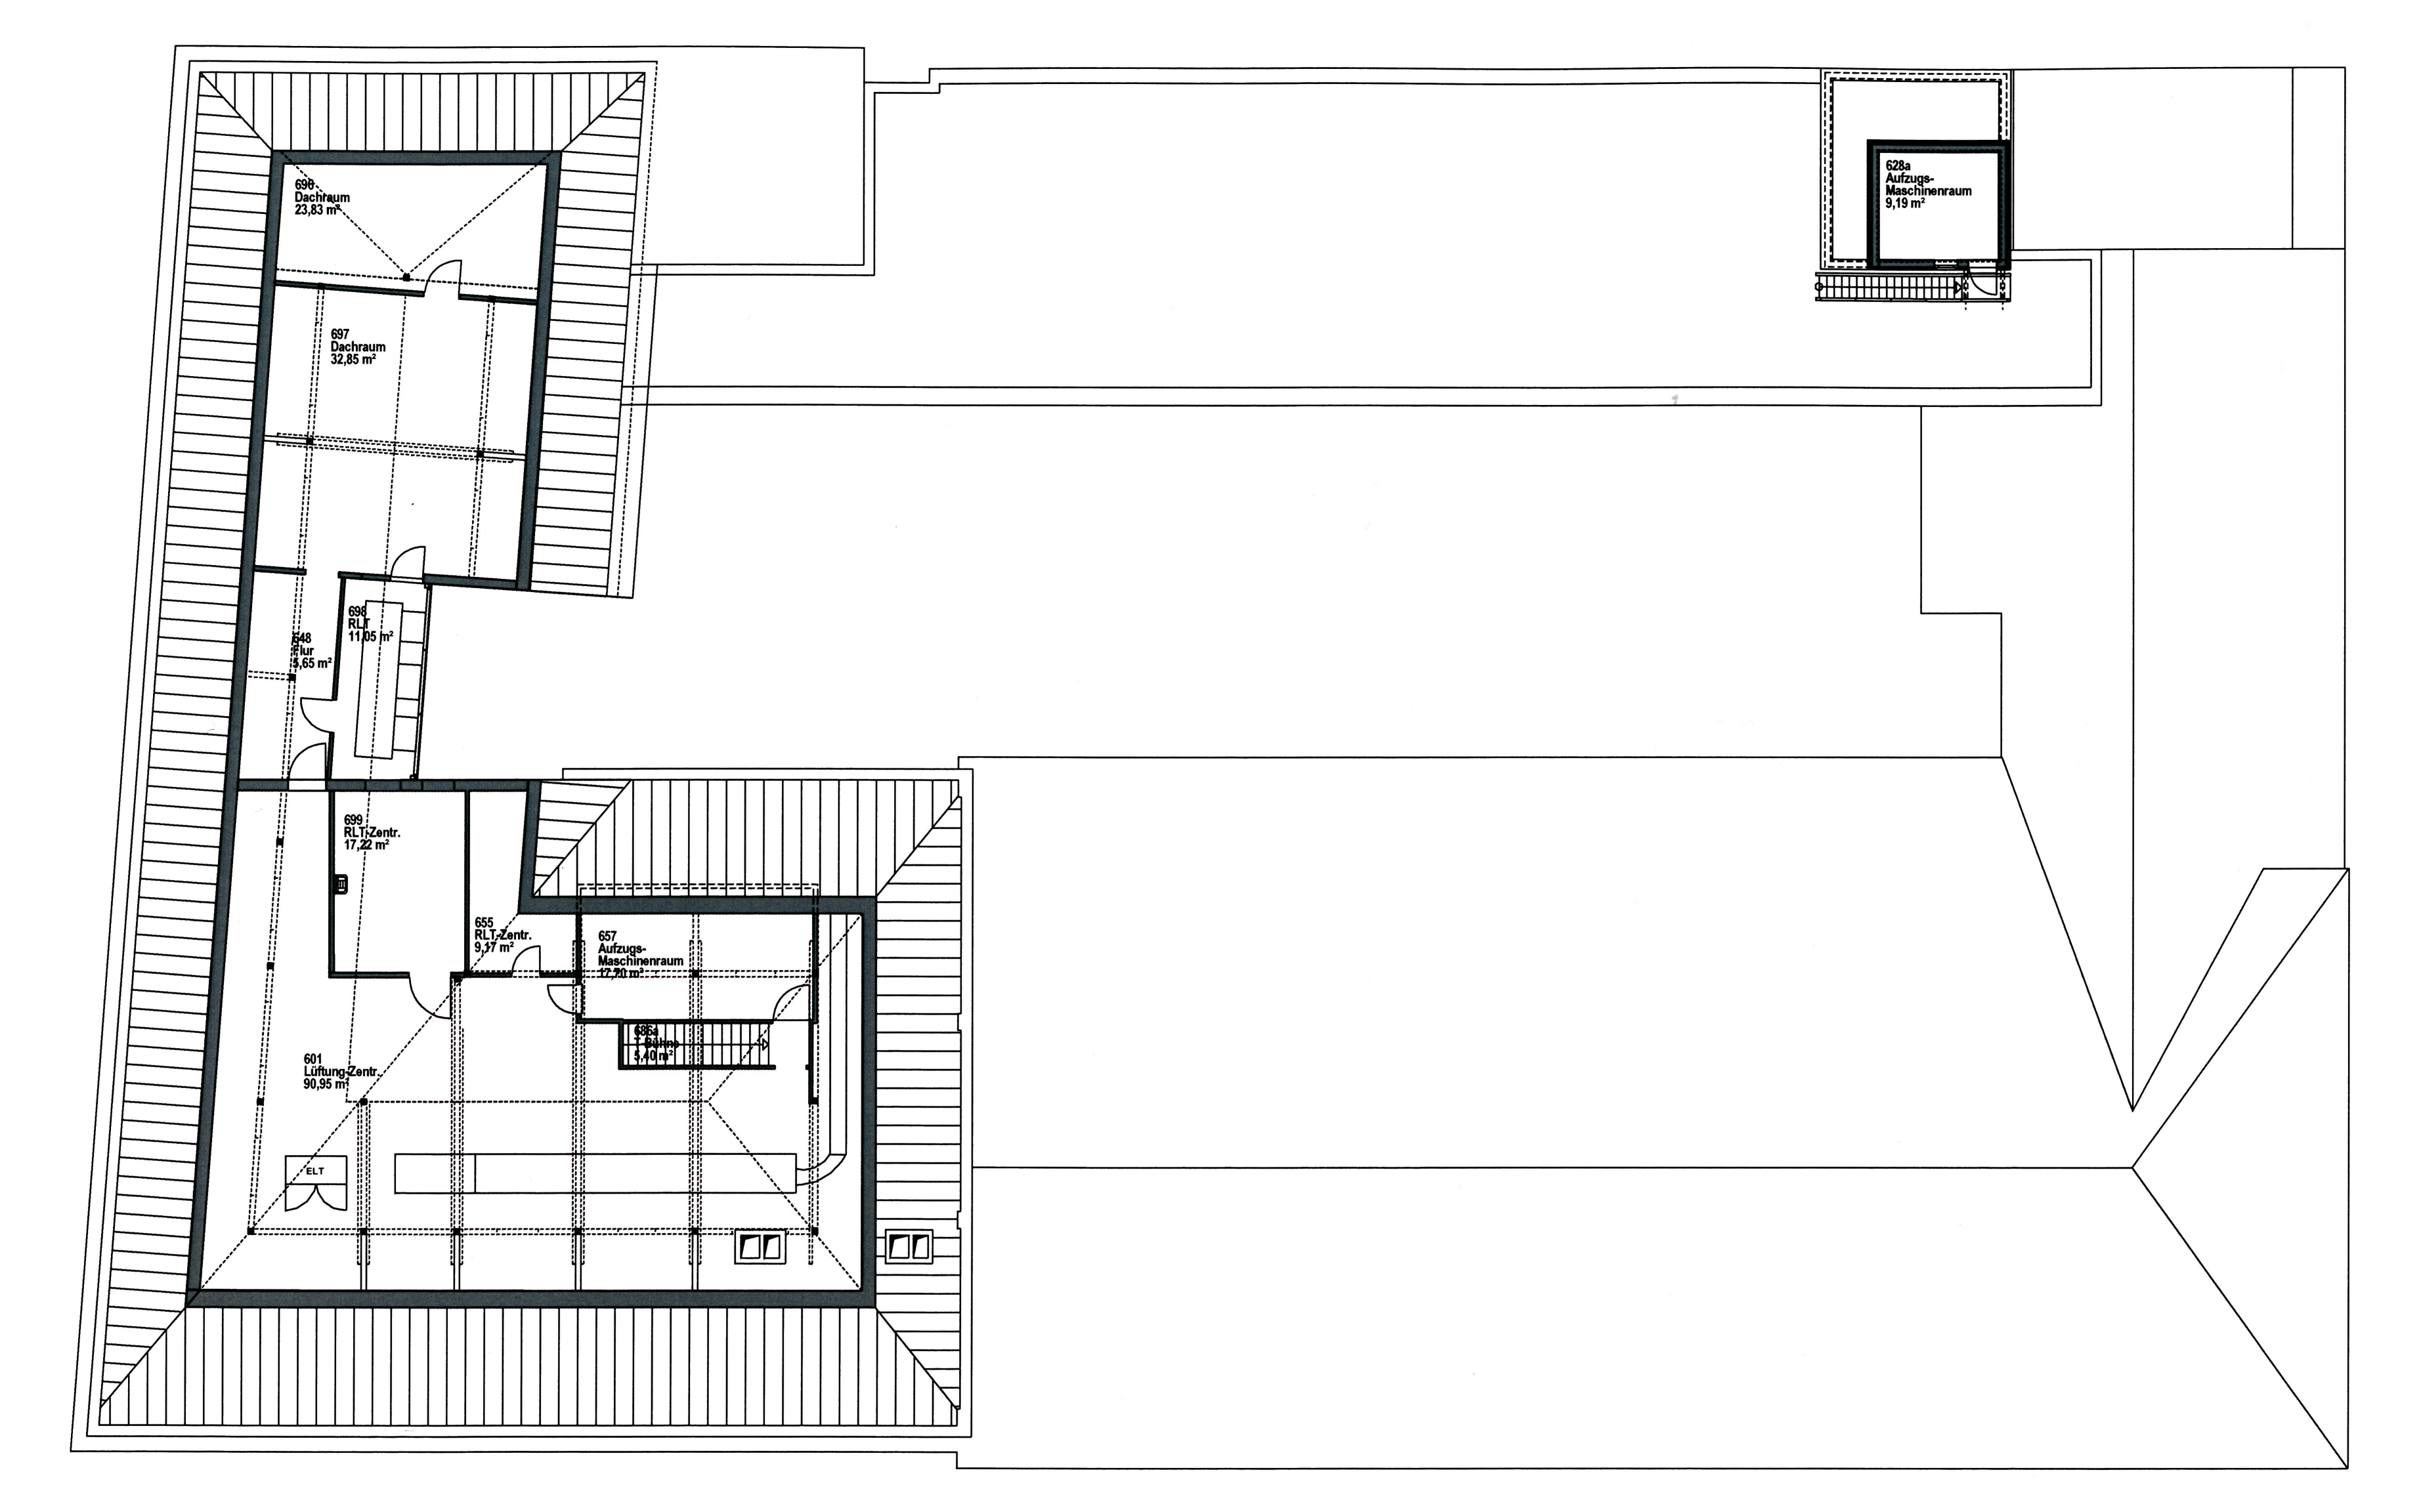 628a
Aufzugs-
Maschinenraum
9,19 m²
696
Dachraum
23,83 m²
697
Dachraum
32,85 m²
698
RLT
11,05 m²
648
Flur
5,65 m²
699
RLT-Zentr.
17,22 m²
655
RLT-Zentr.
9,17 m²
657
Aufzugs-
Maschinenraum
17,70 m²
686a
T-Bühne
5,40 m²
601
Lüftung-Zentr.
90,95 m²
ELT